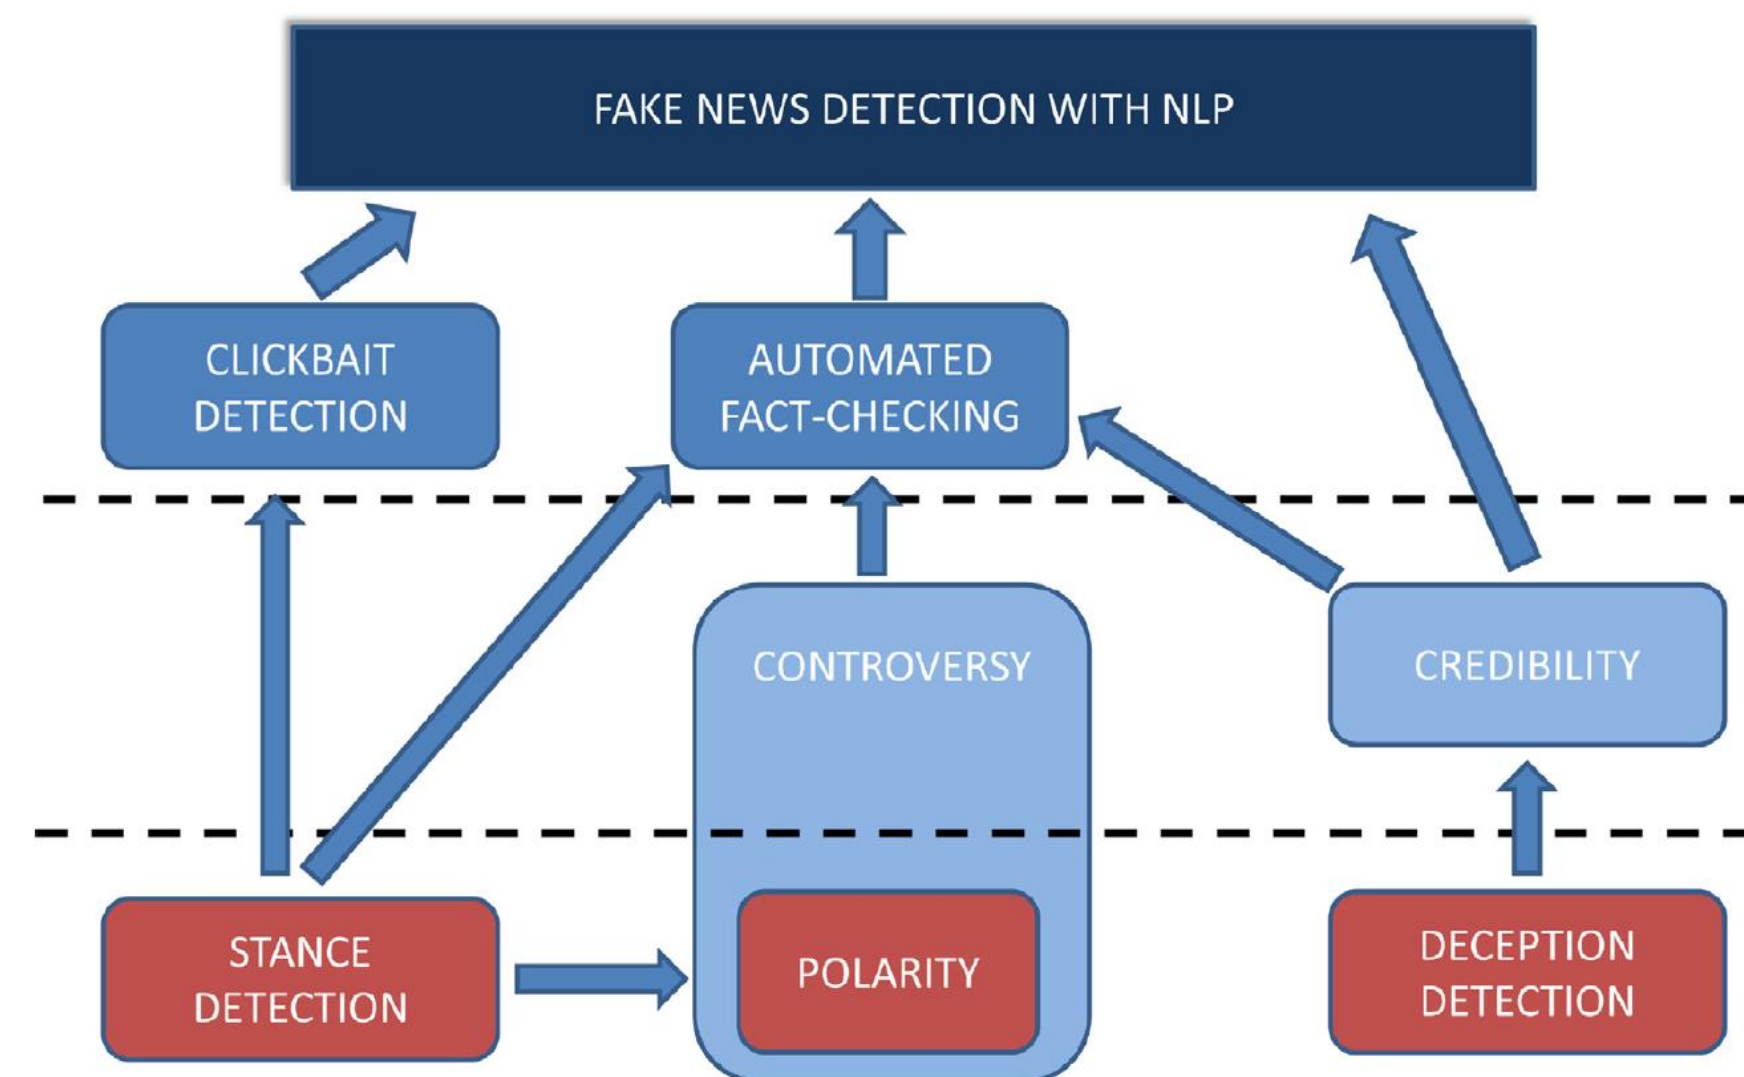 FAKE NEWS DETECTION WITH NLP
CLICKBAIT
DETECTION
AUTOMATED
FACT-CHECKING
CONTROVERSY
CREDIBILITY
STANCE
DETECTION
POLARITY
DECEPTION
DETECTION